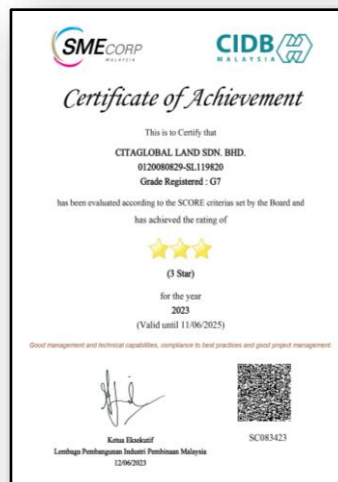 SMECORP
MALAYSIA
CIDB
MALAYSIA
Certificate of Achievement
This is to Certify that
CITAGLOBAL LAND SDN. BHD.
0120080829-SL119820
Grade Registered : G7
has been evaluated according to the SCORE criterias set by the Board and
has achieved the rating of
(3 Star)
for the year
2023
(Valid until 11/06/2025)
Good management and technical capabilities, compliance to best practices and good project management
Ketua Eksekutif
Lembaga Pembangunan Industri Pembinaan Malaysia
12/06/2023
SC083423